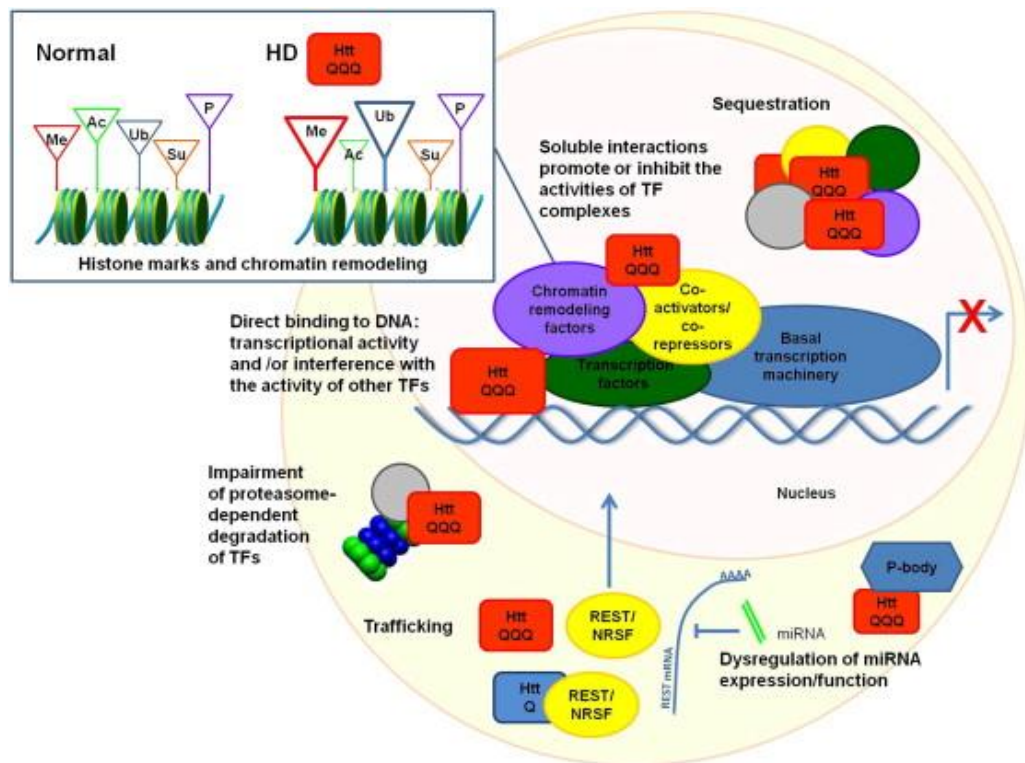 Normal
HD
Htt
QQQ
Me
Ac
Ub
Su
P
Me
Ac
Ub
Su
P
Histone marks and chromatin remodeling
Sequestration
Htt
QQQ
Htt
QQQ
Soluble interactions
promote or inhibit the
activities of TF
complexes
Htt
QQQ
Chromatin
remodeling
factors
Co-
activators/
co-
repressors
Basal
transcription
machinery
Transcription
factors
X
Direct binding to DNA:
transcriptional activity
and /or interference with
the activity of other TFs
Htt
QQQ
Nucleus
Impairment
of proteasome-
dependent
degradation
of TFs
Htt
QQQ
Trafficking
Htt
QQQ
REST/
NRSF
Htt
Q
REST/
NRSF
REST mRNA
AAAA
miRNA
P-body
Htt
QQQ
Dysregulation of miRNA
expression/function